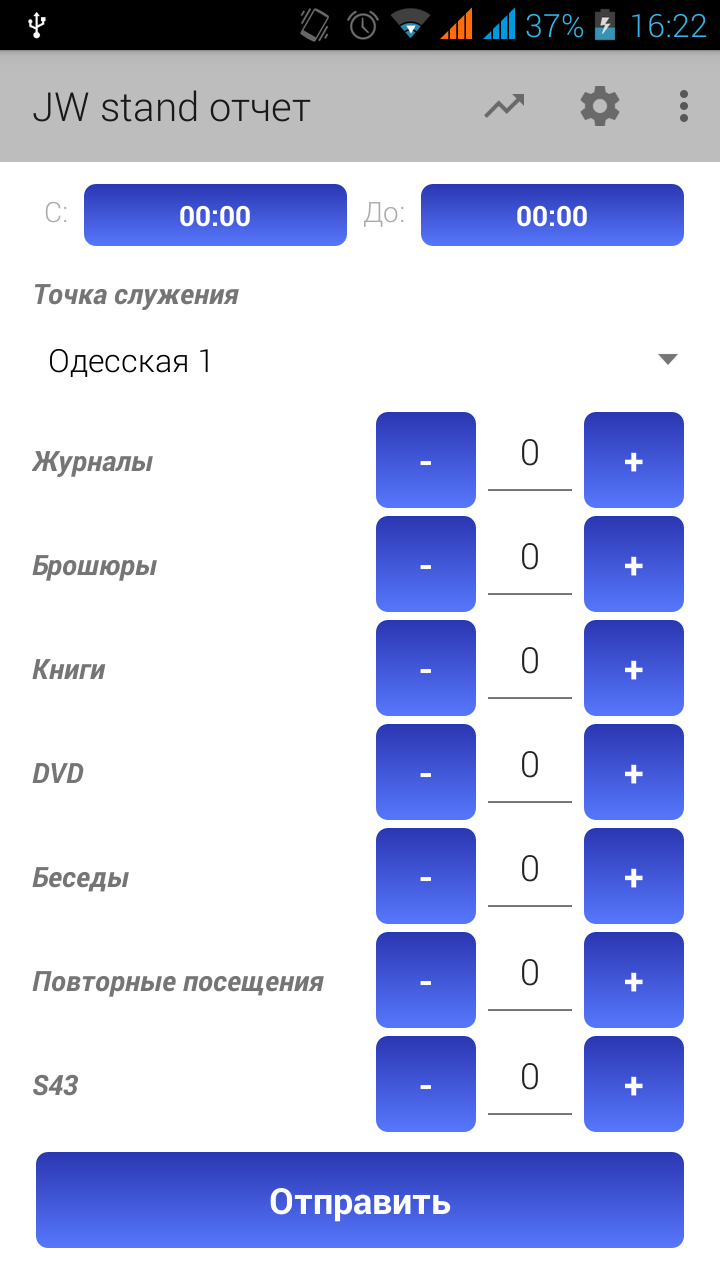 37% 16:22
JW stand отчет
С: 00:00 До: 00:00
Точка служения
Одесская 1
Журналы - 0 +
Брошюры - 0 +
Книги - 0 +
DVD - 0 +
Беседы - 0 +
Повторные посещения - 0 +
S43 - 0 +
Отправить